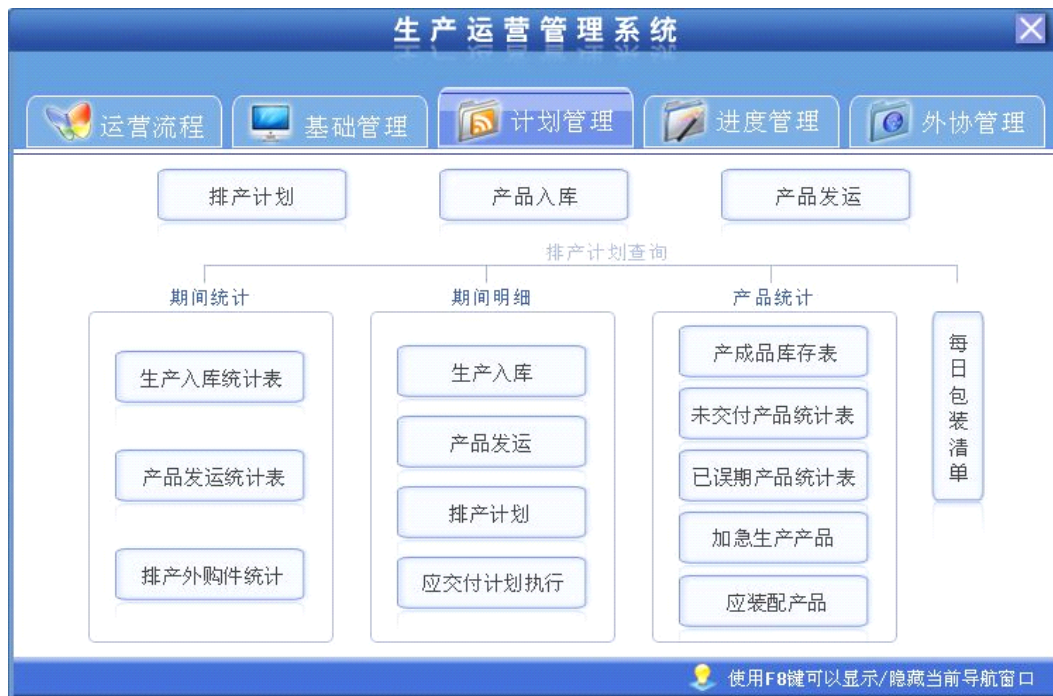 生产运营管理系统
运营流程
基础管理
计划管理
进度管理
外协管理
排产计划
产品入库
产品发运
排产计划查询
期间统计
期间明细
产品统计
生产入库统计表
产品发运统计表
排产外购件统计
生产入库
产品发运
排产计划
应交付计划执行
产成品库存表
未交付产品统计表
已误期产品统计表
加急生产产品
应装配产品
每日包装清单
使用F8键可以显示/隐藏当前导航窗口